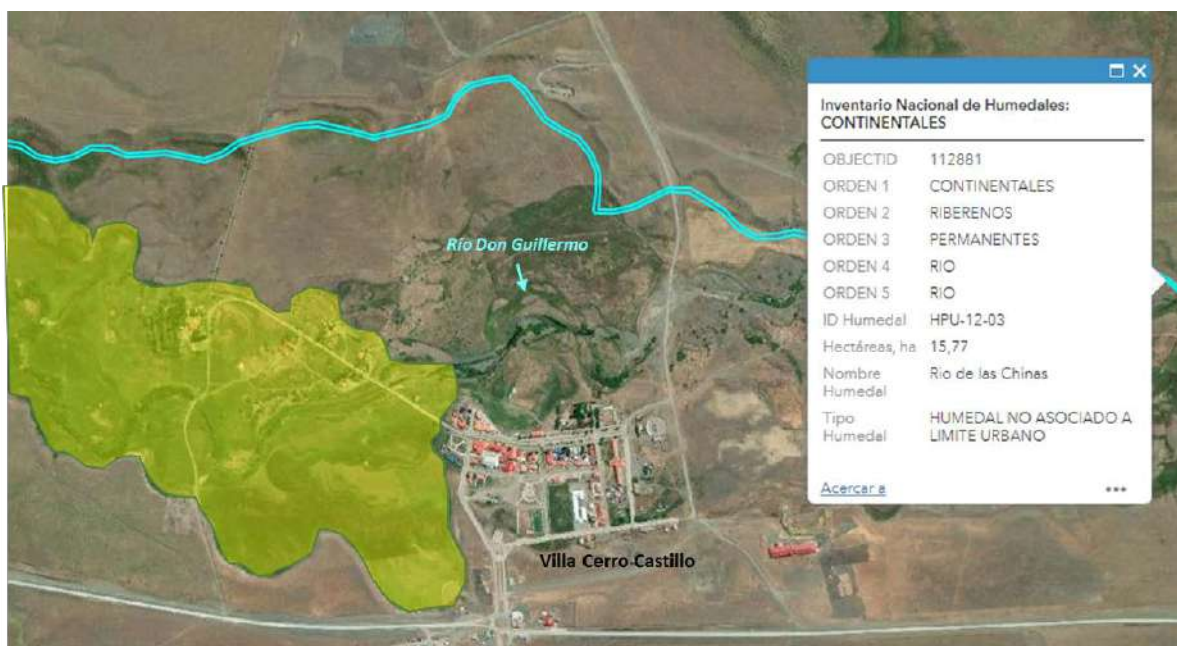 Inventario Nacional de Humedales:
CONTINENTALES
OBJECTID 112881
ORDEN 1 CONTINENTALES
ORDEN 2 RIBERENOS
ORDEN 3 PERMANENTES
ORDEN 4 RIO
ORDEN 5 RIO
ID Humedal HPU-12-03
Hectáreas, ha 15,77
Nombre Rio de las Chinas
Humedal
Tipo HUMEDAL NO ASOCIADO A
Humedal LIMITE URBANO
Acercar a
Río Don Guillermo
Villa Cerro Castillo